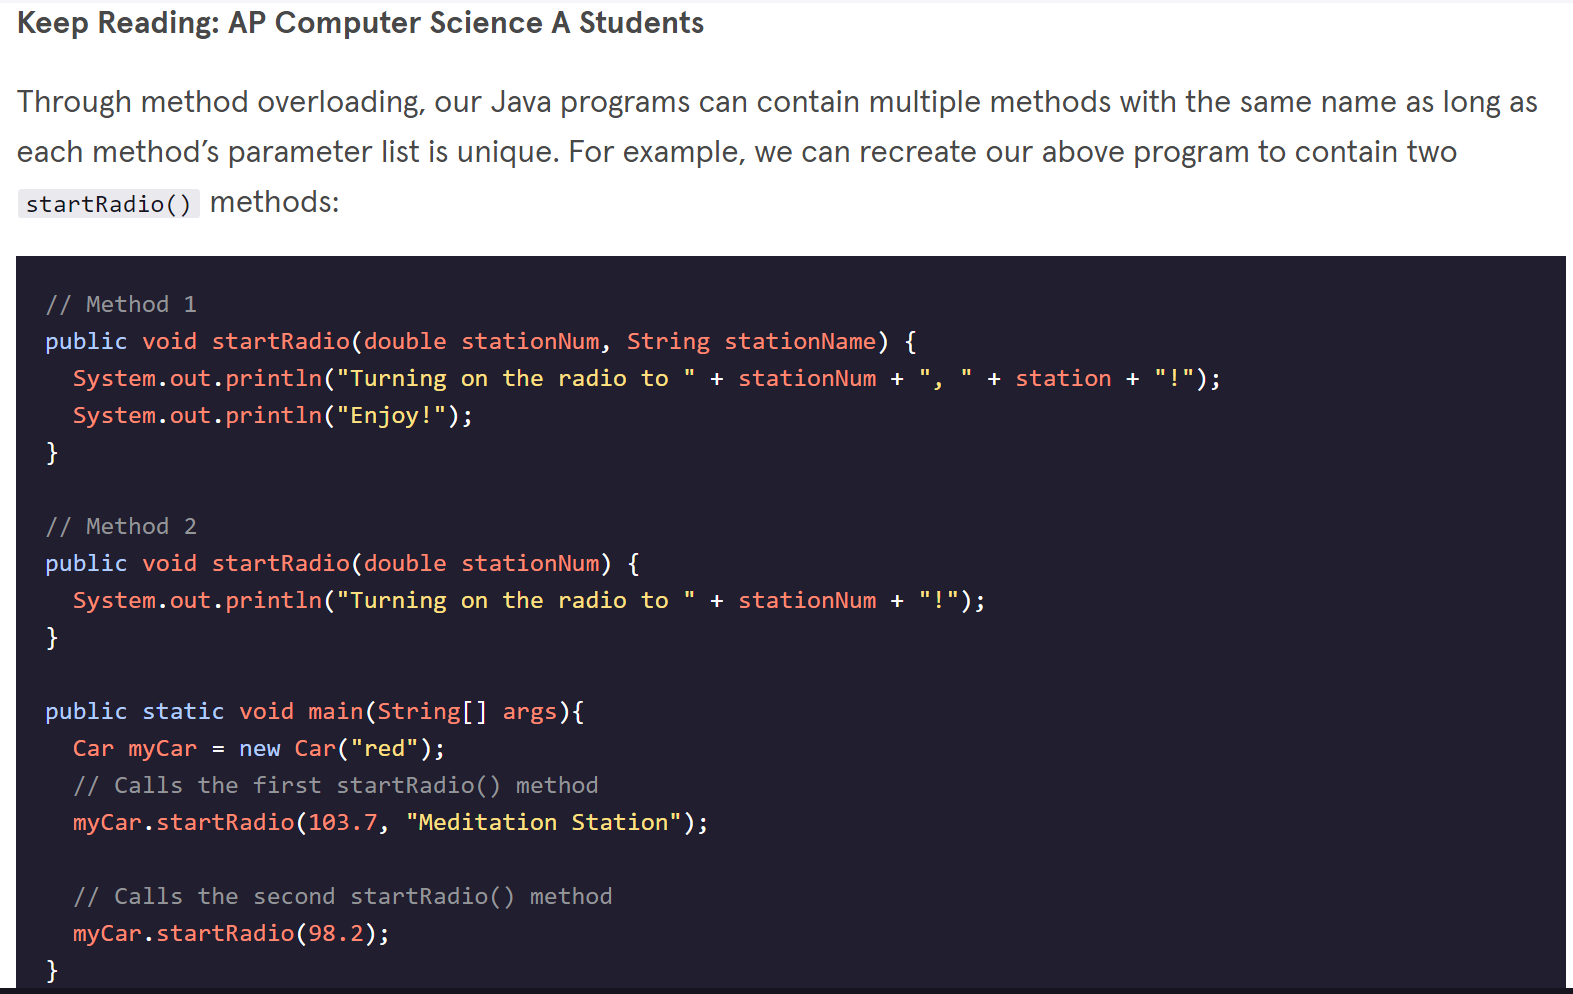 Keep Reading: AP Computer Science A Students
Through method overloading, our Java programs can contain multiple methods with the same name as long as
each method’s parameter list is unique. For example, we can recreate our above program to contain two
startRadio() methods:
// Method 1
public void startRadio(double stationNum, String stationName) {
  System.out.println("Turning on the radio to " + stationNum + ", " + station + "!");
  System.out.println("Enjoy!");
}
// Method 2
public void startRadio(double stationNum) {
  System.out.println("Turning on the radio to " + stationNum + "!");
}
public static void main(String[] args){
  Car myCar = new Car("red");
  // Calls the first startRadio() method
  myCar.startRadio(103.7, "Meditation Station");
  // Calls the second startRadio() method
  myCar.startRadio(98.2);
}